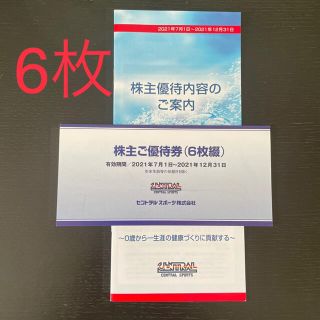 6枚
2021年7月1日〜2021年12月31日
株主優待内容の
ご案内
株主ご優待券(6枚綴)
有効期間/2021年7月1日〜2021年12月31日
CENTRAL
CENTRAL SPORTS
セントラルスポーツ株式会社
〜0歳から一生涯の健康づくりに貢献する〜
CENTRAL
CENTRAL SPORTS